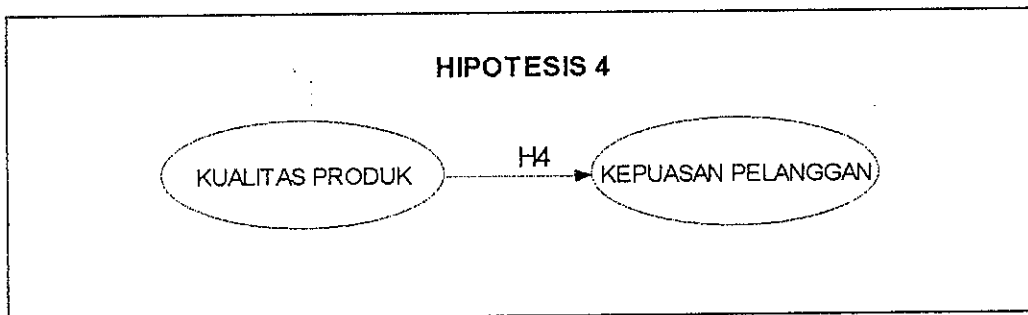 HIPOTESIS 4
KUALITAS PRODUK
H4
KEPUASAN PELANGGAN